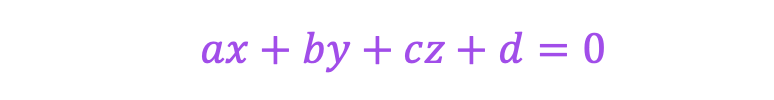 ax + by + cz + d = 0